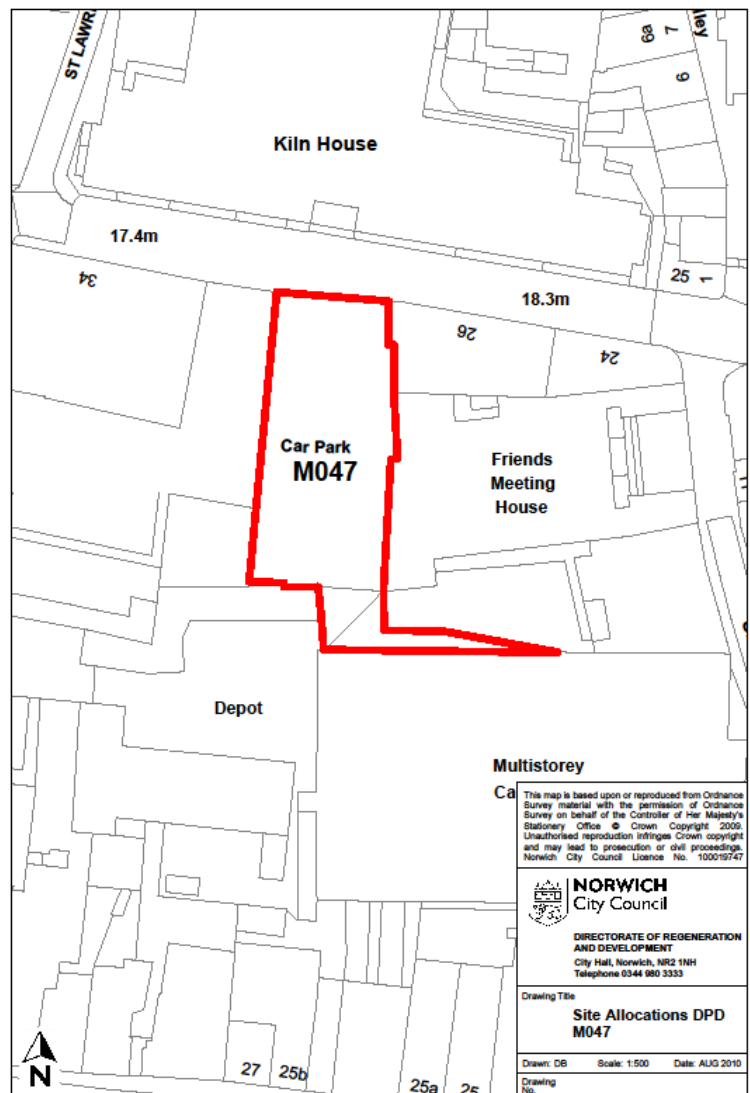 ST LAWR
6a
7
ley
6
Kiln House
17.4m
34
25
1
18.3m
26
24
Car Park
M047
Friends
Meeting
House
Depot
Multistorey
Ca
This map is based upon or reproduced from Ordnance
Survey material with the permission of Ordnance
Survey on behalf of the Controller of Her Majesty's
Stationery Office © Crown Copyright 2009.
Unauthorised reproduction infringes Crown copyright
and may lead to prosecution or civil proceedings.
Norwich City Council Licence No. 100019747
NORWICH
City Council
DIRECTORATE OF REGENERATION
AND DEVELOPMENT
City Hall, Norwich, NR2 1NH
Telephone 0344 980 3333
Drawing Title
Site Allocations DPD
M047
Drawn: DB Scale: 1:500 Date: AUG 2010
Drawing
No.
N
27
25b
25a
25